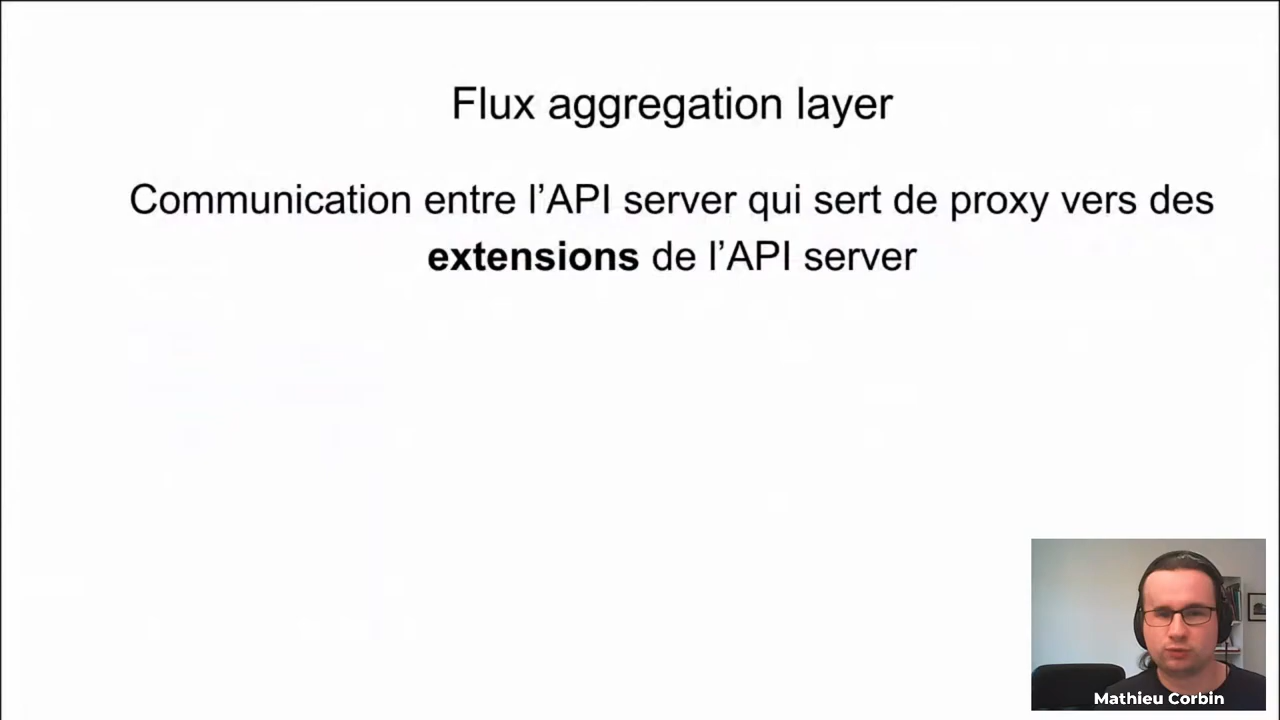 Flux aggregation layer
Communication entre l’API server qui sert de proxy vers des
extensions de l’API server
Mathieu Corbin